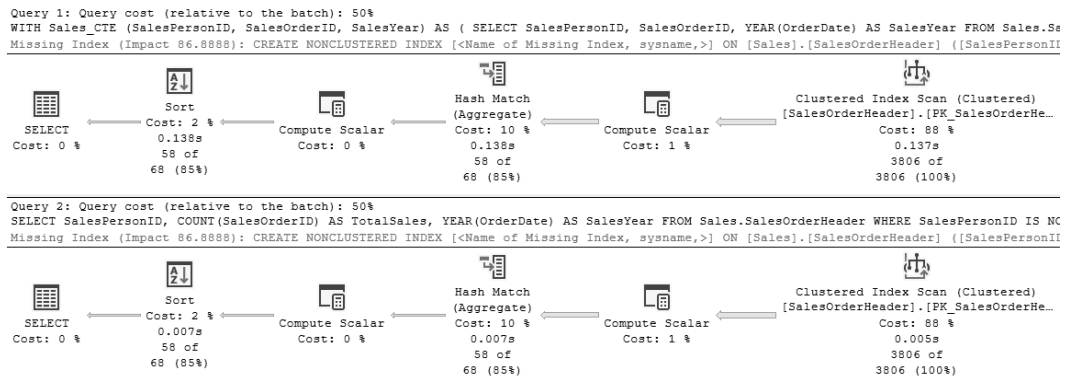 Query 1: Query cost (relative to the batch): 50%
WITH Sales_CTE (SalesPersonID, SalesOrderID, SalesYear) AS ( SELECT SalesPersonID, SalesOrderID, YEAR(OrderDate) AS SalesYear FROM Sales.Sa
Missing Index (Impact 86.8888): CREATE NONCLUSTERED INDEX [<Name of Missing Index, sysname,>] ON [Sales].[SalesOrderHeader] ([SalesPersonID
SELECT
Cost: 0 %
Sort
Cost: 2 %
0.138s
58 of
68 (85%)
Compute Scalar
Cost: 0 %
Hash Match
(Aggregate)
Cost: 10 %
0.138s
58 of
68 (85%)
Compute Scalar
Cost: 1 %
Clustered Index Scan (Clustered)
[SalesOrderHeader].[PK_SalesOrderHe…
Cost: 88 %
0.137s
3806 of
3806 (100%)
Query 2: Query cost (relative to the batch): 50%
SELECT SalesPersonID, COUNT(SalesOrderID) AS TotalSales, YEAR(OrderDate) AS SalesYear FROM Sales.SalesOrderHeader WHERE SalesPersonID IS NO
Missing Index (Impact 86.8888): CREATE NONCLUSTERED INDEX [<Name of Missing Index, sysname,>] ON [Sales].[SalesOrderHeader] ([SalesPersonID
SELECT
Cost: 0 %
Sort
Cost: 2 %
0.007s
58 of
68 (85%)
Compute Scalar
Cost: 0 %
Hash Match
(Aggregate)
Cost: 10 %
0.007s
58 of
68 (85%)
Compute Scalar
Cost: 1 %
Clustered Index Scan (Clustered)
[SalesOrderHeader].[PK_SalesOrderHe…
Cost: 88 %
0.005s
3806 of
3806 (100%)